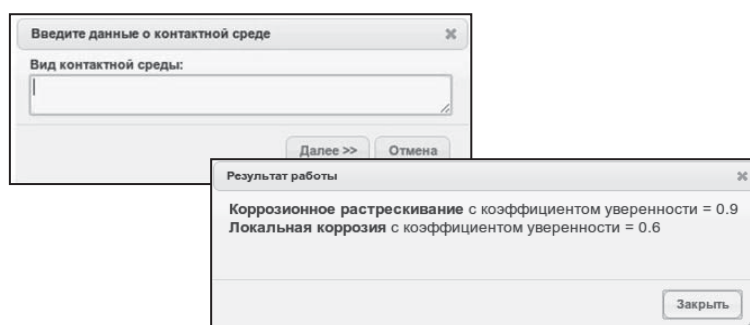 Введите данные о контактной среде
Вид контактной среды:
Далее >> Отмена
Результат работы
Коррозионное растрескивание с коэффициентом уверенности = 0.9
Локальная коррозия с коэффициентом уверенности = 0.6
Закрыть